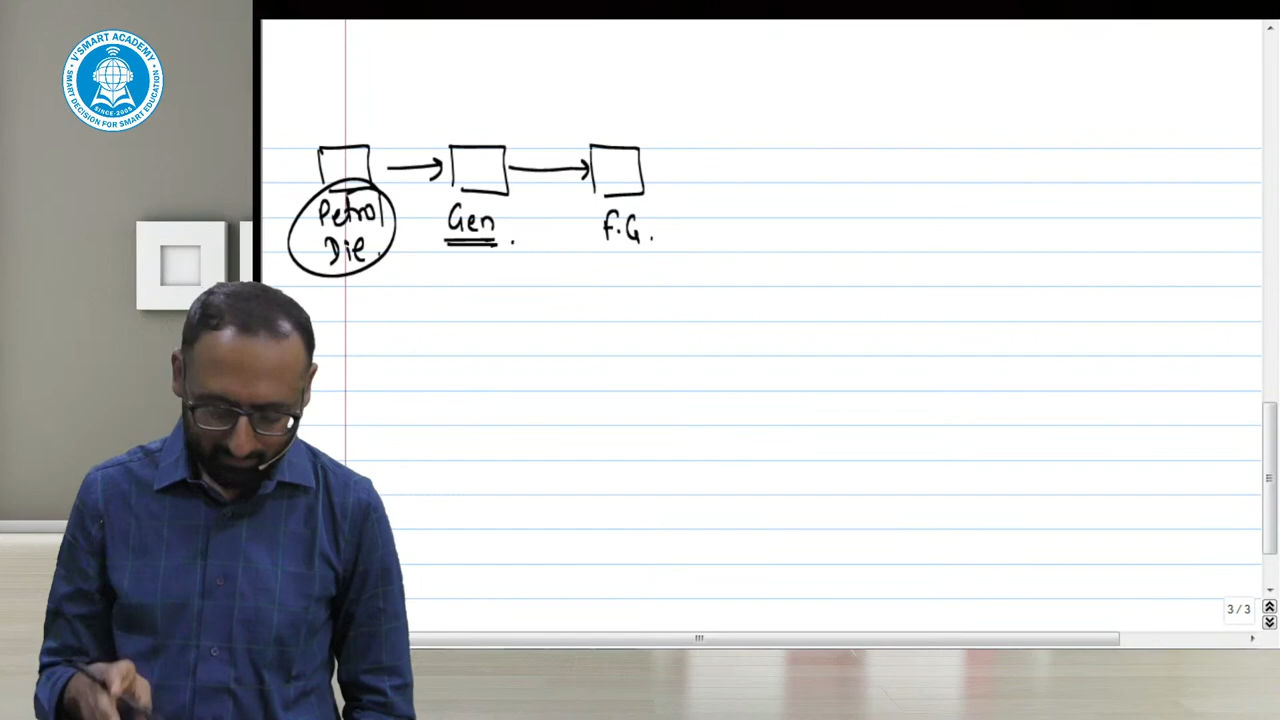 V'SMART ACADEMY
SMART DECISION FOR SMART EDUCATION
SINCE-2005
Petrol
Die.
Gen.
F.G.
3/3